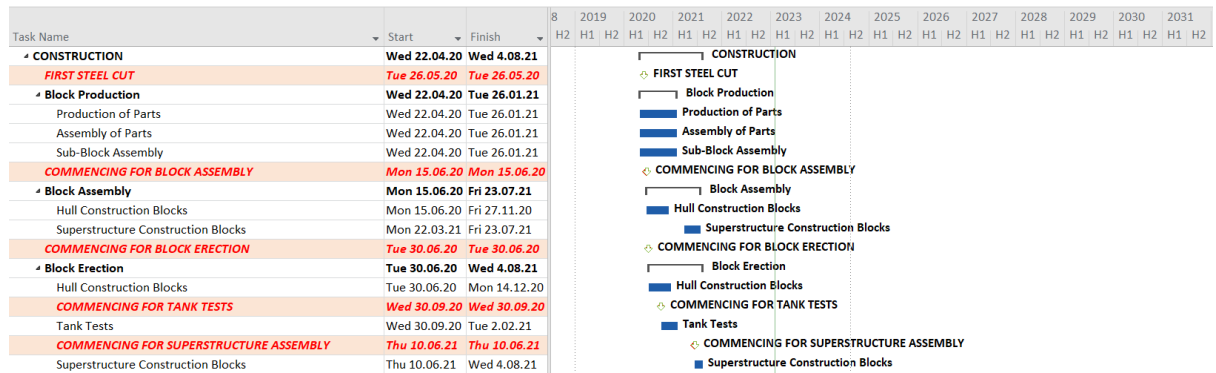 8 2019 2020 2021 2022 2023 2024 2025 2026 2027 2028 2029 2030 2031
Task Name Start Finish H2 H1 H2 H1 H2 H1 H2 H1 H2 H1 H2 H1 H2 H1 H2 H1 H2 H1 H2 H1 H2 H1 H2 H1 H2 H1 H2
CONSTRUCTION Wed 22.04.20 Wed 4.08.21 CONSTRUCTION
FIRST STEEL CUT Tue 26.05.20 Tue 26.05.20 FIRST STEEL CUT
Block Production Wed 22.04.20 Tue 26.01.21 Block Production
Production of Parts Wed 22.04.20 Tue 26.01.21 Production of Parts
Assembly of Parts Wed 22.04.20 Tue 26.01.21 Assembly of Parts
Sub-Block Assembly Wed 22.04.20 Tue 26.01.21 Sub-Block Assembly
COMMENCING FOR BLOCK ASSEMBLY Mon 15.06.20 Mon 15.06.20 COMMENCING FOR BLOCK ASSEMBLY
Block Assembly Mon 15.06.20 Fri 23.07.21 Block Assembly
Hull Construction Blocks Mon 15.06.20 Fri 27.11.20 Hull Construction Blocks
Superstructure Construction Blocks Mon 22.03.21 Fri 23.07.21 Superstructure Construction Blocks
COMMENCING FOR BLOCK ERECTION Tue 30.06.20 Tue 30.06.20 COMMENCING FOR BLOCK ERECTION
Block Erection Tue 30.06.20 Wed 4.08.21 Block Erection
Hull Construction Blocks Tue 30.06.20 Mon 14.12.20 Hull Construction Blocks
COMMENCING FOR TANK TESTS Wed 30.09.20 Wed 30.09.20 COMMENCING FOR TANK TESTS
Tank Tests Wed 30.09.20 Tue 2.02.21 Tank Tests
COMMENCING FOR SUPERSTRUCTURE ASSEMBLY Thu 10.06.21 Thu 10.06.21 COMMENCING FOR SUPERSTRUCTURE ASSEMBLY
Superstructure Construction Blocks Thu 10.06.21 Wed 4.08.21 Superstructure Construction Blocks